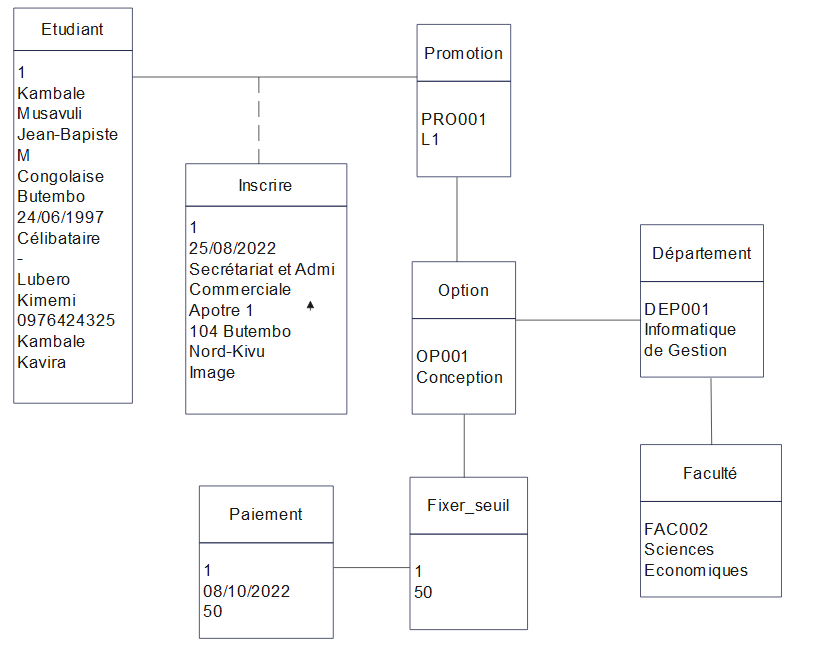 Etudiant
1
Kambale
Musavuli
Jean-Bapiste
M
Congolaise
Butembo
24/06/1997
Célibataire
-
Lubero
Kimemi
0976424325
Kambale
Kavira
Promotion
PRO001
L1
Inscrire
1
25/08/2022
Secrétariat et Admi
Commerciale
Apotre 1
104 Butembo
Nord-Kivu
Image
Option
OP001
Conception
Département
DEP001
Informatique
de Gestion
Faculté
FAC002
Sciences
Economiques
Paiement
1
08/10/2022
50
Fixer_seuil
1
50